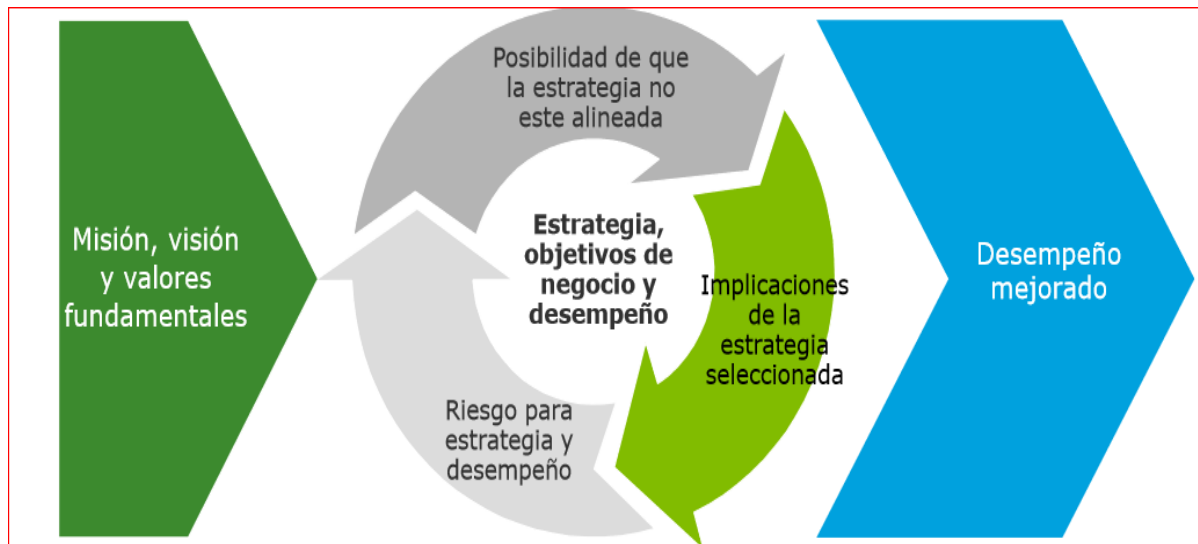 Misión, visión
y valores
fundamentales
Posibilidad de que
la estrategia no
este alineada
Estrategia,
objetivos de
negocio y
desempeño
Implicaciones
de la
estrategia
seleccionada
Riesgo para
estrategia y
desempeño
Desempeño
mejorado